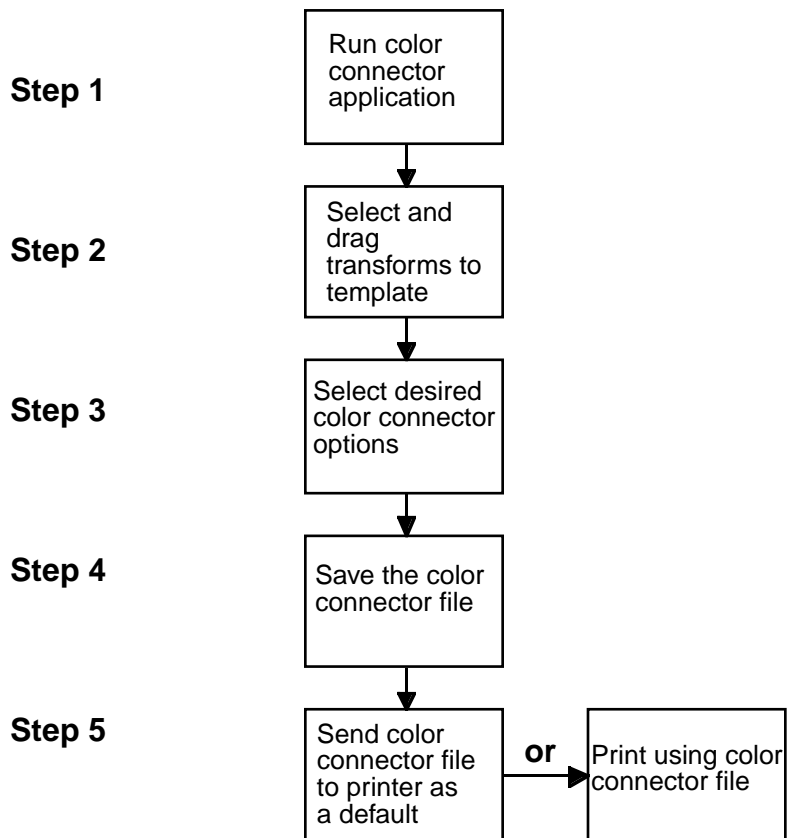 Step 1
Run color
connector
application
Step 2
Select and
drag
transforms to
template
Step 3
Select desired
color connector
options
Step 4
Save the color
connector file
Step 5
Send color
connector file
to printer as
a default
or
Print using color
connector file